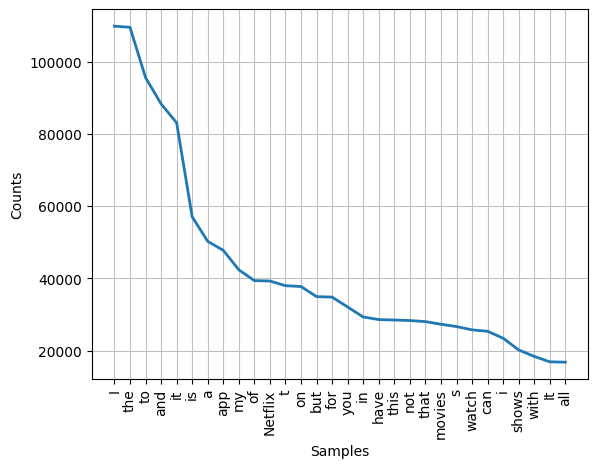 100000
80000
60000
40000
20000
Counts
I
the
to
and
it
is
a
app
my
of
Netflix
t
on
but
for
you
in
have
this
not
that
movies
s
watch
can
i
shows
with
It
all
Samples